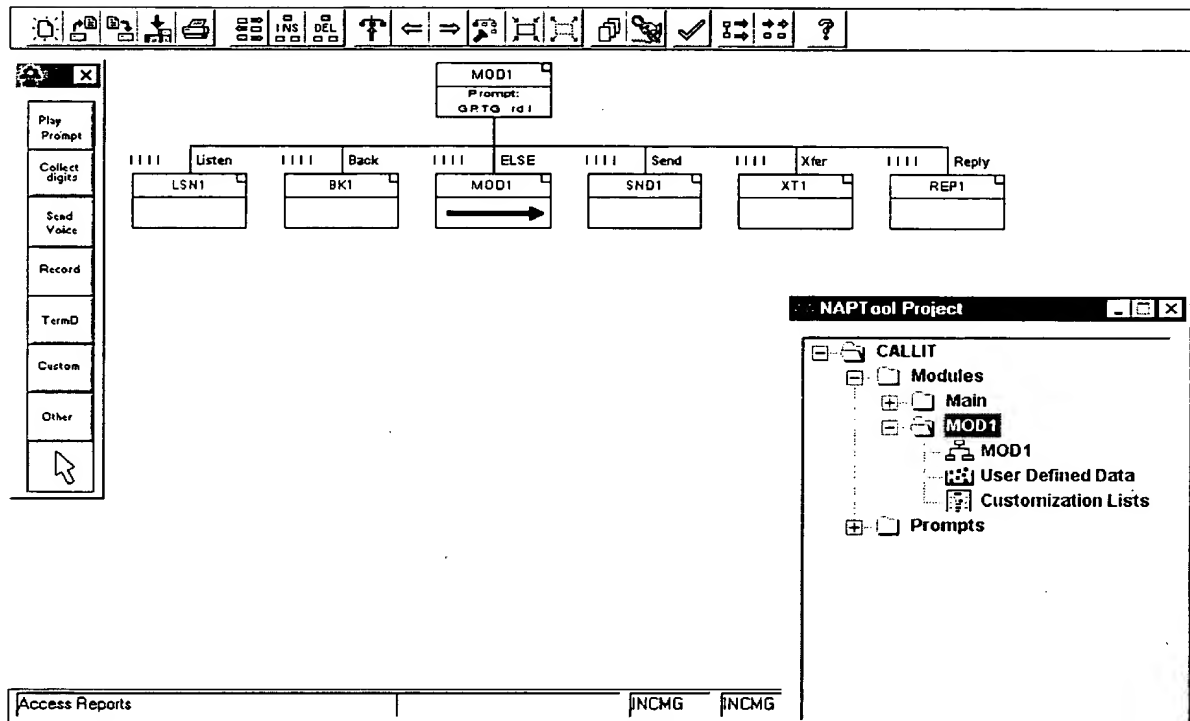 INS DEL ?
MOD1
Prompt:
Play Prompt
Collect digits
Send Voice
Record
TermD
Custom
Other
Listen Back ELSE Send Xfer Reply
LSN1 BK1 MOD1 SND1 XT1 REP1
NAPTool Project
CALLIT
Modules
Main
MOD1
MOD1
User Defined Data
Customization Lists
Prompts
Access Reports INCMG INCMG